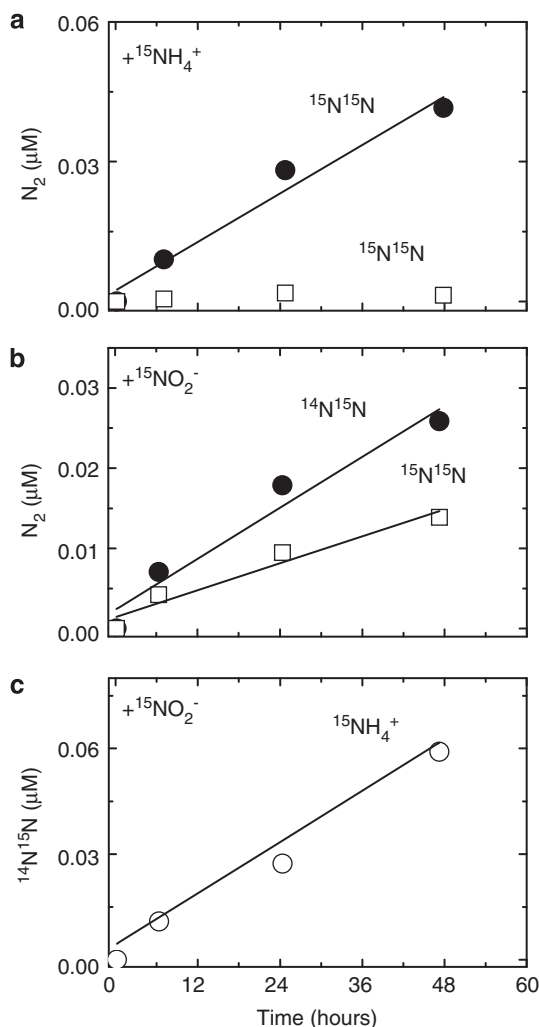 a
0.06
+¹⁵NH₄⁺
¹⁵N¹⁵N
N₂ (μM)
0.03
¹⁵N¹⁵N
0.00
b
+¹⁵NO₂⁻
0.03
¹⁴N¹⁵N
¹⁵N¹⁵N
0.02
N₂ (μM)
0.01
0.00
c
+¹⁵NO₂⁻
¹⁵NH₄⁺
0.06
¹⁴N¹⁵N (μM)
0.03
0.00
0 12 24 36 48 60
Time (hours)